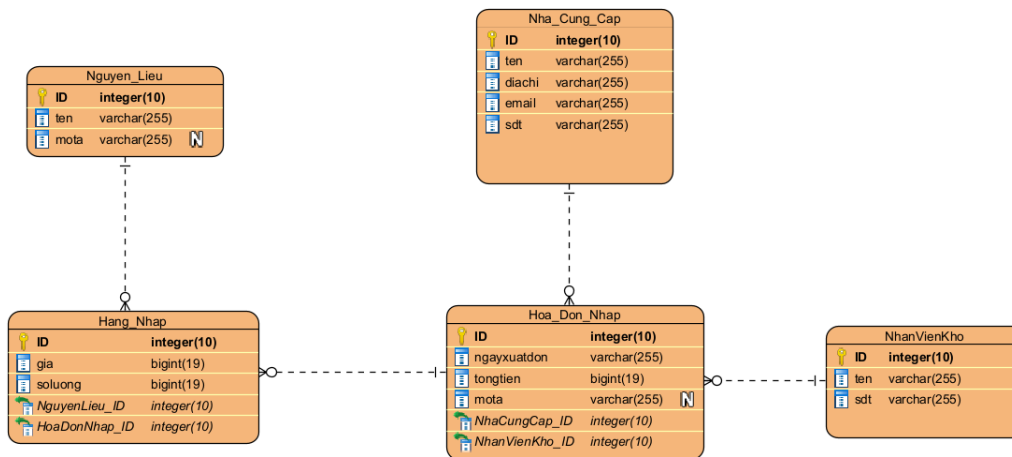 Nha_Cung_Cap
ID integer(10)
ten varchar(255)
diachi varchar(255)
email varchar(255)
sdt varchar(255)
Nguyen_Lieu
ID integer(10)
ten varchar(255)
mota varchar(255) N
Hang_Nhap
ID integer(10)
gia bigint(19)
soluong bigint(19)
NguyenLieu_ID integer(10)
HoaDonNhap_ID integer(10)
Hoa_Don_Nhap
ID integer(10)
ngayxuatdon varchar(255)
tongtien bigint(19)
mota varchar(255) N
NhaCungCap_ID integer(10)
NhanVienKho_ID integer(10)
NhanVienKho
ID integer(10)
ten varchar(255)
sdt varchar(255)